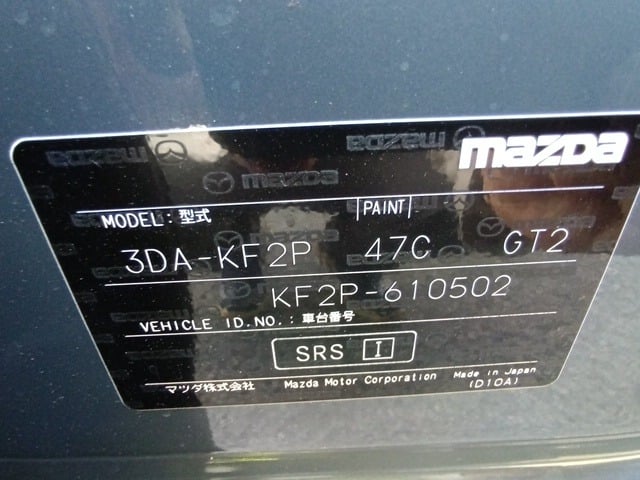 mazda
MODEL:型式 PAINT
3DA-KF2P 47C GT2
KF2P-610502
VEHICLE ID.NO.:車台番号
SRS I
マツダ株式会社 Mazda Motor Corporation Made in Japan
(D10A)